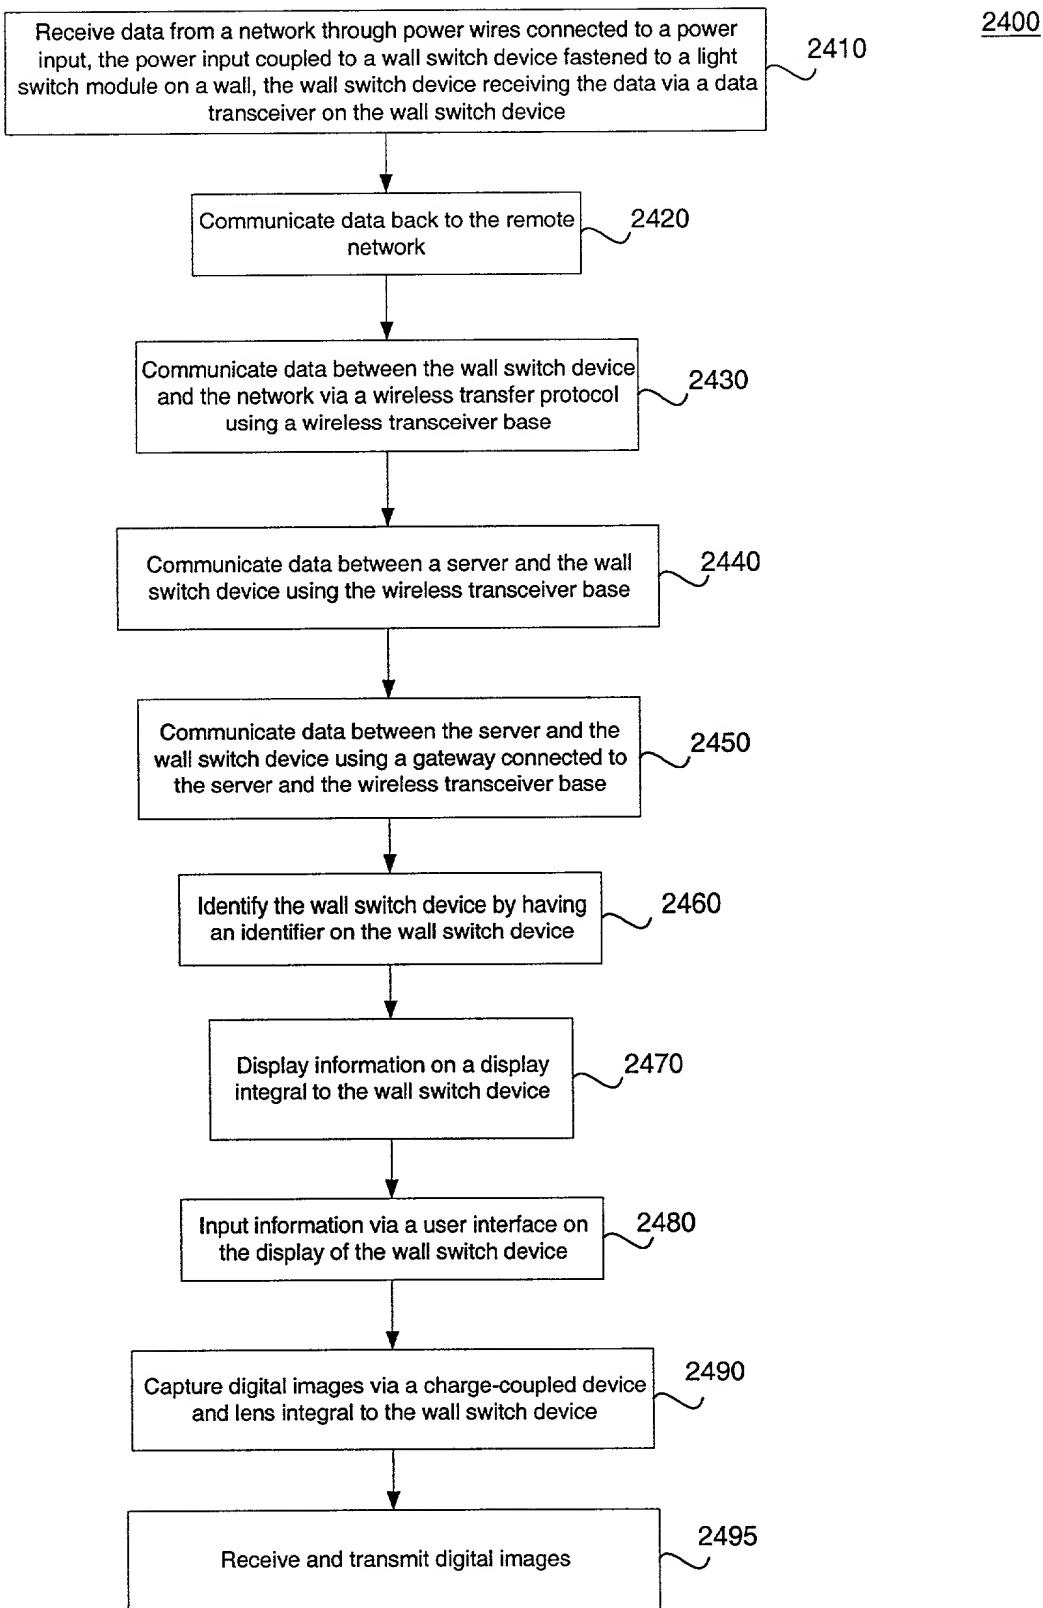 2400
Receive data from a network through power wires connected to a power
input, the power input coupled to a wall switch device fastened to a light
switch module on a wall, the wall switch device receiving the data via a data
transceiver on the wall switch device
2410
Communicate data back to the remote
network
2420
Communicate data between the wall switch device
and the network via a wireless transfer protocol
using a wireless transceiver base
2430
Communicate data between a server and the wall
switch device using the wireless transceiver base
2440
Communicate data between the server and the
wall switch device using a gateway connected to
the server and the wireless transceiver base
2450
Identify the wall switch device by having
an identifier on the wall switch device
2460
Display information on a display
integral to the wall switch device
2470
Input information via a user interface on
the display of the wall switch device
2480
Capture digital images via a charge-coupled device
and lens integral to the wall switch device
2490
Receive and transmit digital images
2495